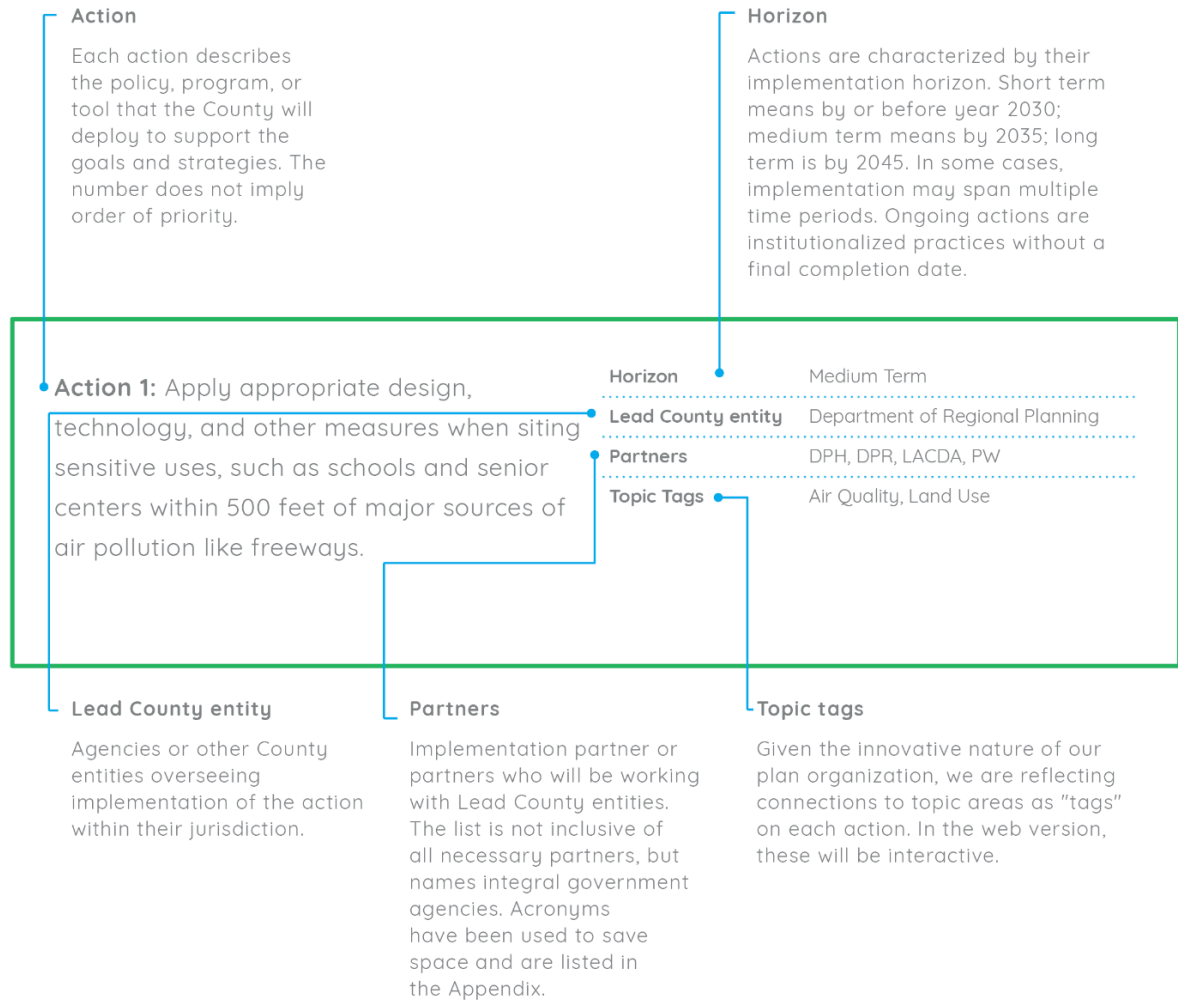 Action
Each action describes
the policy, program, or
tool that the County will
deploy to support the
goals and strategies. The
number does not imply
order of priority.
Horizon
Actions are characterized by their
implementation horizon. Short term
means by or before year 2030;
medium term means by 2035; long
term is by 2045. In some cases,
implementation may span multiple
time periods. Ongoing actions are
institutionalized practices without a
final completion date.
Action 1: Apply appropriate design,
technology, and other measures when siting
sensitive uses, such as schools and senior
centers within 500 feet of major sources of
air pollution like freeways.
Horizon Medium Term
Lead County entity Department of Regional Planning
Partners DPH, DPR, LACDA, PW
Topic Tags Air Quality, Land Use
Lead County entity
Agencies or other County
entities overseeing
implementation of the action
within their jurisdiction.
Partners
Implementation partner or
partners who will be working
with Lead County entities.
The list is not inclusive of
all necessary partners, but
names integral government
agencies. Acronyms
have been used to save
space and are listed in
the Appendix.
Topic tags
Given the innovative nature of our
plan organization, we are reflecting
connections to topic areas as "tags"
on each action. In the web version,
these will be interactive.